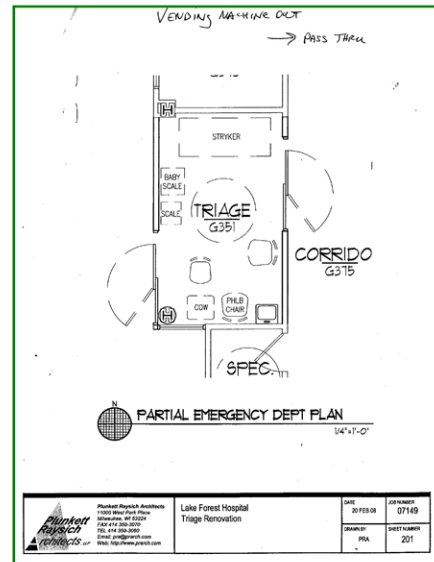 VENDING MACHINE OUT
→ PASS THRU
STRYKER
BABY
SCALE
SCALE
TRIAGE
G351
CORRIDO
G375
COW
PHLB
CHAIR
SPEC.
N
PARTIAL EMERGENCY DEPT PLAN
1/4"=1'-0"
Plunkett
Raysich
Architects LLP
Plunkett Raysich Architects
11000 West Park Place
Milwaukee, WI 53224
FAX 414 359-3070
TEL 414 359-3060
Email: pra@prarch.com
Web: http://www.prarch.com
Lake Forest Hospital
Triage Renovation
DATE
20 FEB 08
JOB NUMBER
07149
DRAWN BY
PRA
SHEET NUMBER
201